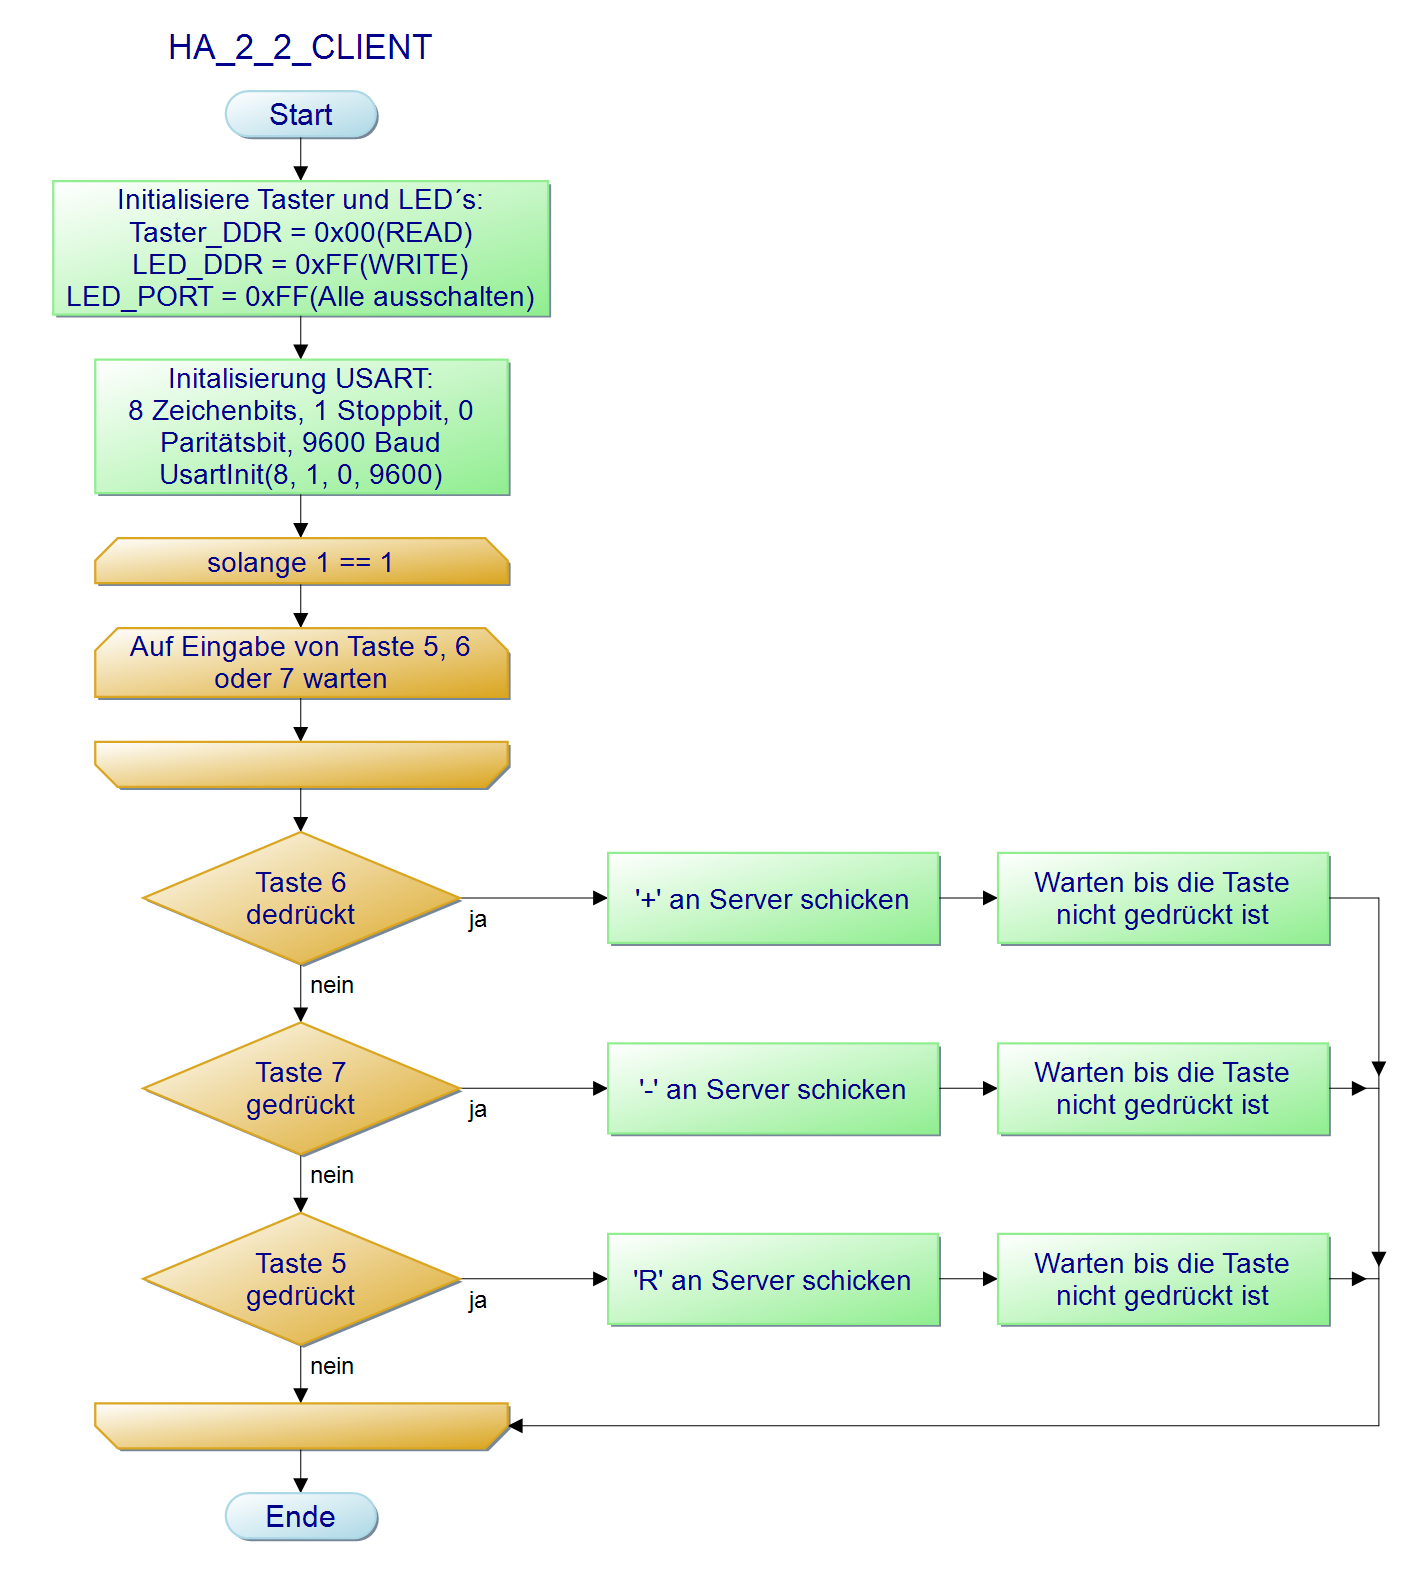 HA_2_2_CLIENT
Start
Initialisiere Taster und LED´s:
Taster_DDR = 0x00(READ)
LED_DDR = 0xFF(WRITE)
LED_PORT = 0xFF(Alle ausschalten)
Initalisierung USART:
8 Zeichenbits, 1 Stoppbit, 0
Paritätsbit, 9600 Baud
UsartInit(8, 1, 0, 9600)
solange 1 == 1
Auf Eingabe von Taste 5, 6
oder 7 warten
Taste 6
dedrückt
ja
'+' an Server schicken
Warten bis die Taste
nicht gedrückt ist
nein
Taste 7
gedrückt
ja
'-' an Server schicken
Warten bis die Taste
nicht gedrückt ist
nein
Taste 5
gedrückt
ja
'R' an Server schicken
Warten bis die Taste
nicht gedrückt ist
nein
Ende